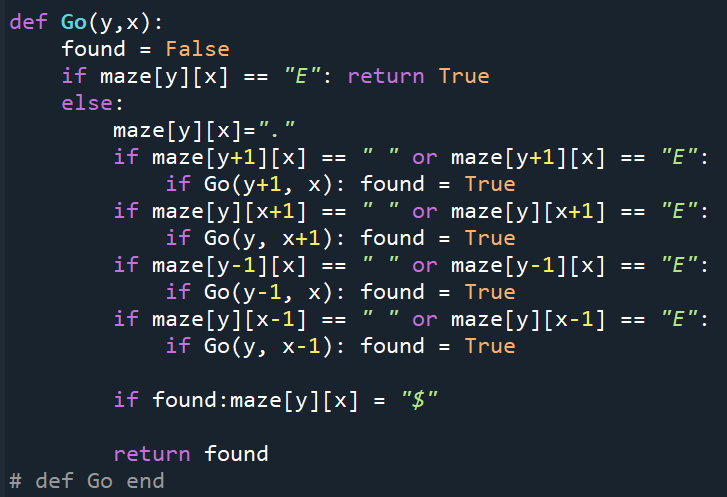 def Go(y,x):
    found = False
    if maze[y][x] == "E": return True
    else:
        maze[y][x]="."
        if maze[y+1][x] == " " or maze[y+1][x] == "E":
            if Go(y+1, x): found = True
        if maze[y][x+1] == " " or maze[y][x+1] == "E":
            if Go(y, x+1): found = True
        if maze[y-1][x] == " " or maze[y-1][x] == "E":
            if Go(y-1, x): found = True
        if maze[y][x-1] == " " or maze[y][x-1] == "E":
            if Go(y, x-1): found = True

        if found:maze[y][x] = "$"

        return found
# def Go end